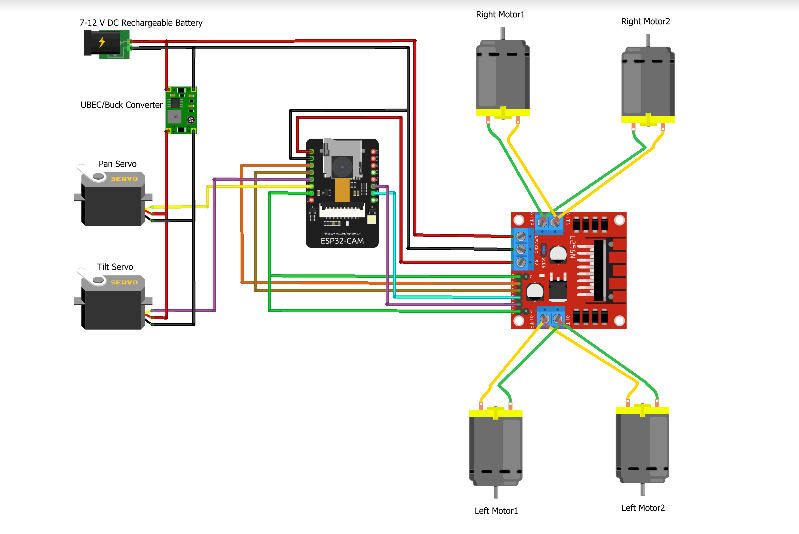 7-12 V DC Rechargeable Battery
Right Motor1
Right Motor2
UBEC/Buck Converter
Pan Servo
SERVO
ESP32-CAM
L298N
Tilt Servo
SERVO
Left Motor1
Left Motor2